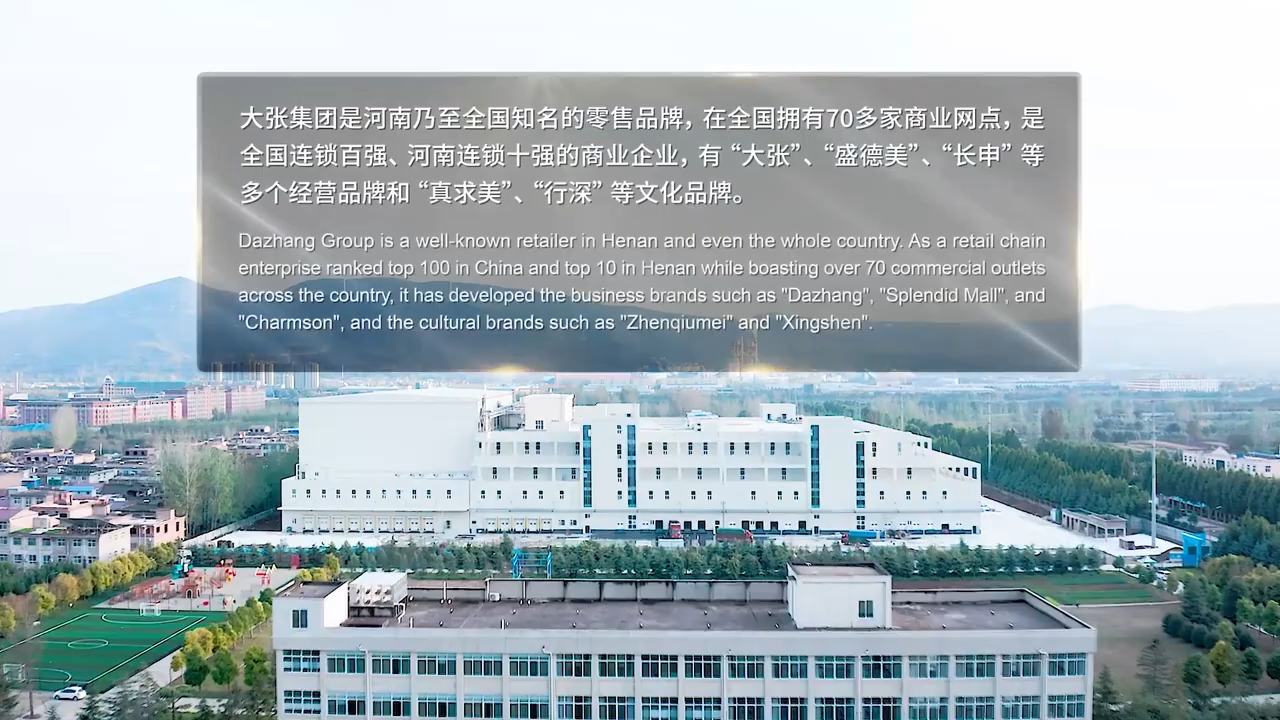 大张集团是河南乃至全国知名的零售品牌，在全国拥有70多家商业网点，是
全国连锁百强、河南连锁十强的商业企业，有“大张”、“盛德美”、“长申”等
多个经营品牌和“真求美”、“行深”等文化品牌。
Dazhang Group is a well-known retailer in Henan and even the whole country. As a retail chain
enterprise ranked top 100 in China and top 10 in Henan while boasting over 70 commercial outlets
across the country, it has developed the business brands such as "Dazhang", "Splendid Mall", and
"Charmson", and the cultural brands such as "Zhenqiumei" and "Xingshen".